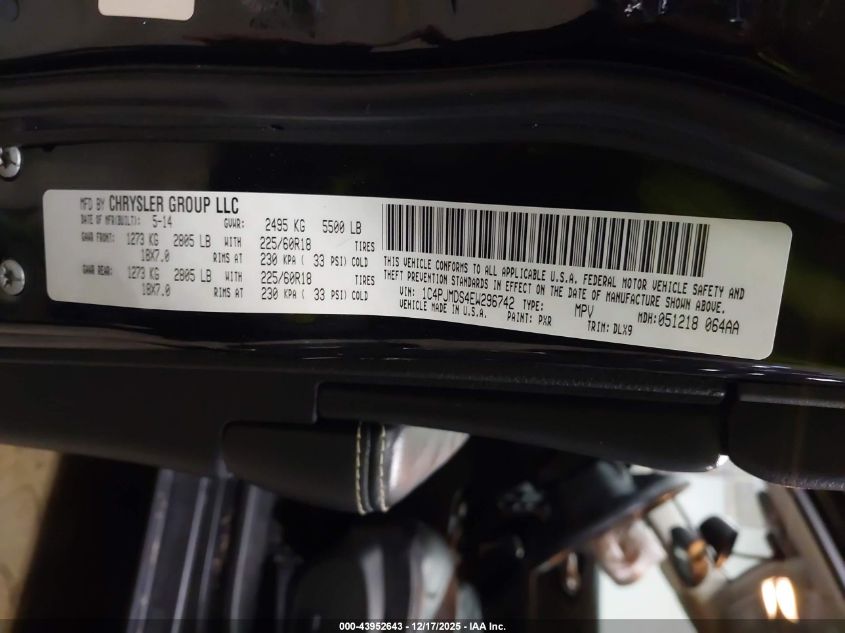 MFD BY CHRYSLER GROUP LLC
DATE OF MFR(BUILT): 5-14 GVWR: 2495 KG 5500 LB
GAWR FRONT: 1273 KG 2805 LB WITH 225/60R18 TIRES
18X7.0 RIMS AT 230 KPA ( 33 PSI) COLD
GAWR REAR: 1273 KG 2805 LB WITH 225/60R18 TIRES
18X7.0 RIMS AT 230 KPA ( 33 PSI) COLD
THIS VEHICLE CONFORMS TO ALL APPLICABLE U.S.A. FEDERAL MOTOR VEHICLE SAFETY AND
THEFT PREVENTION STANDARDS IN EFFECT ON THE DATE OF MANUFACTURE SHOWN ABOVE.
VIN: 1C4PJMDS4EW296742 TYPE: MPV MDH:051218 064AA
VEHICLE MADE IN U.S.A. PAINT: PXR TRIM: DLX9
000-43952643 - 12/17/2025 - IAA Inc.